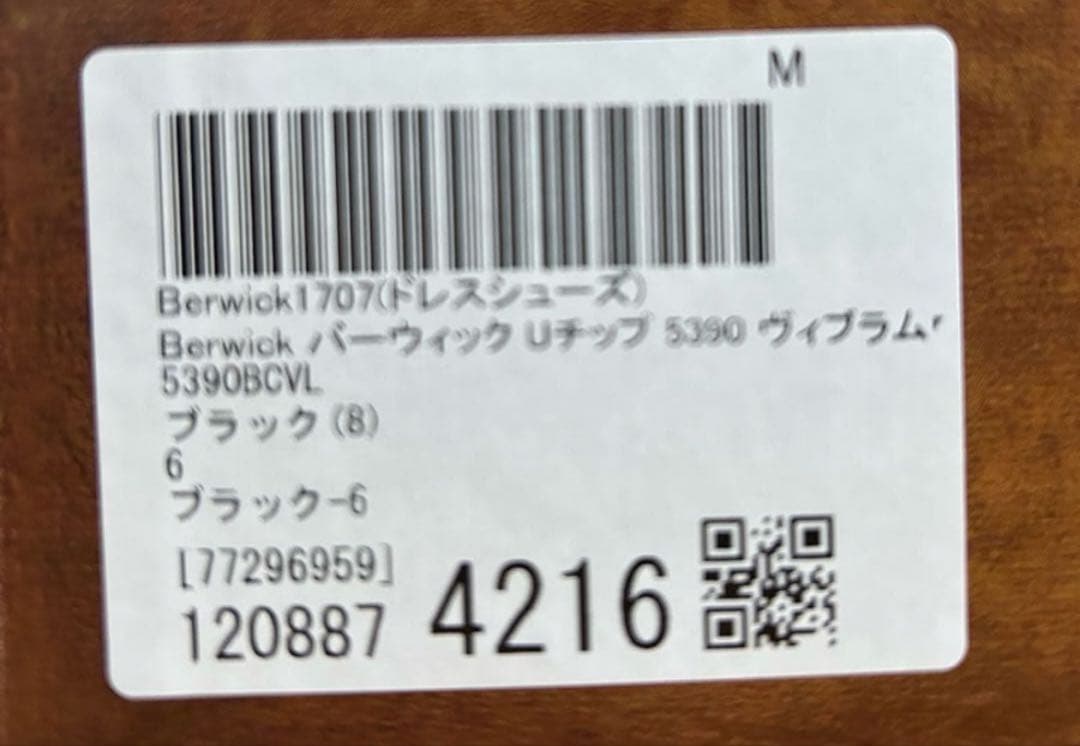 M
Berwick1707(ドレスシューズ)
Berwick バーウィック Uチップ 5390 ヴィブラム
5390BCVL
ブラック(8)
6
ブラック-6
[77296959]
120887 4216